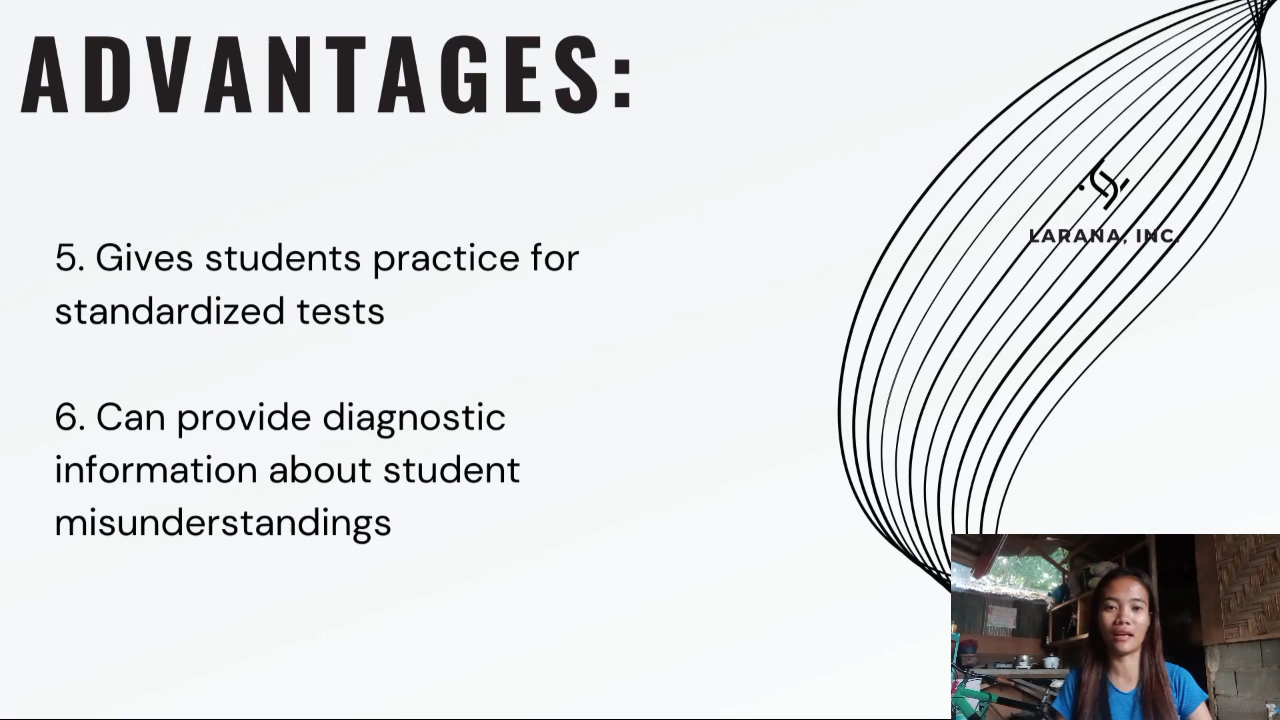 ADVANTAGES:
LARANA, INC.
5. Gives students practice for
standardized tests
6. Can provide diagnostic
information about student
misunderstandings